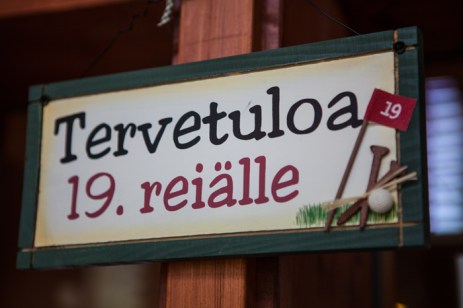 Tervetuloa
19. reiälle
19